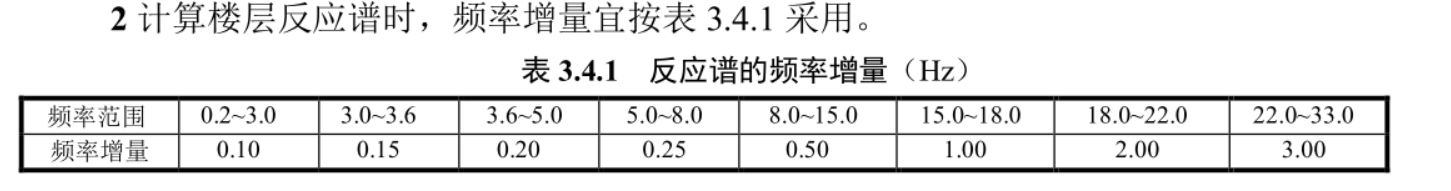 2 计算楼层反应谱时，频率增量宜按表 3.4.1 采用。
表 3.4.1 反应谱的频率增量（Hz）
频率范围 0.2~3.0 3.0~3.6 3.6~5.0 5.0~8.0 8.0~15.0 15.0~18.0 18.0~22.0 22.0~33.0
频率增量 0.10 0.15 0.20 0.25 0.50 1.00 2.00 3.00